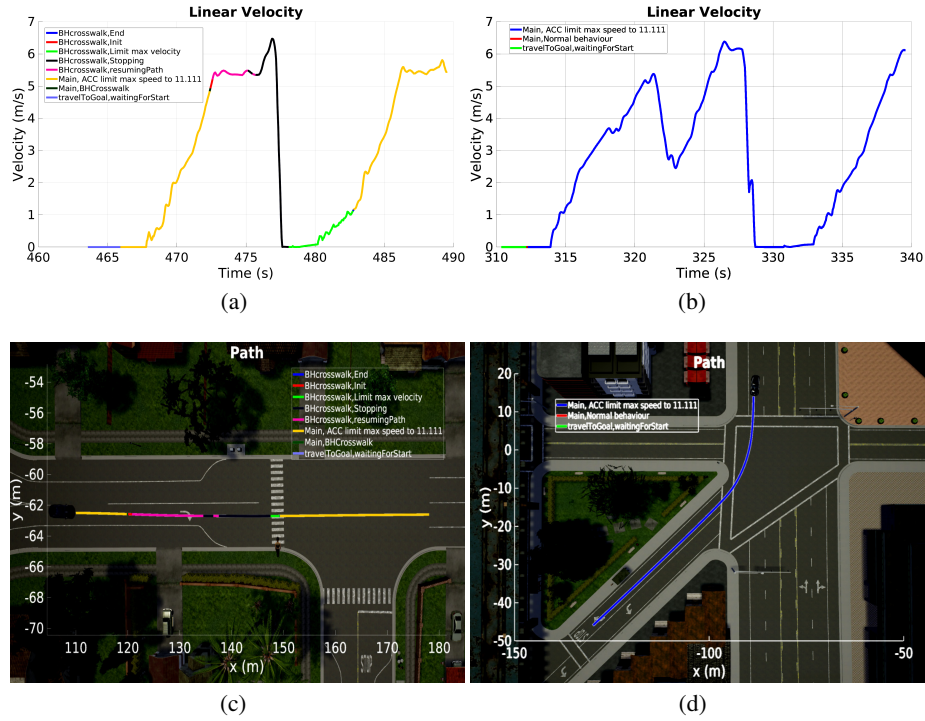 Linear Velocity
BHcrosswalk,End
BHcrosswalk,Init
BHcrosswalk,Limit max velocity
BHcrosswalk,Stopping
BHcrosswalk,resumingPath
Main, ACC limit max speed to 11.111
Main,BHCrosswalk
travelToGoal,waitingForStart
Velocity (m/s)
7
6
5
4
3
2
1
0
460
465
470
475
480
485
490
Time (s)
(a)
Linear Velocity
Main, ACC limit max speed to 11.111
Main,Normal behaviour
travelToGoal,waitingForStart
Velocity (m/s)
7
6
5
4
3
2
1
0
310
315
320
325
330
335
340
Time (s)
(b)
Path
BHcrosswalk,End
BHcrosswalk,Init
BHcrosswalk,Limit max velocity
BHcrosswalk,Stopping
BHcrosswalk,resumingPath
Main, ACC limit max speed to 11.111
Main,BHCrosswalk
travelToGoal,waitingForStart
y (m)
-54
-56
-58
-60
-62
-64
-66
-68
-70
110
120
130
140
150
160
170
180
x (m)
(c)
Path
Main, ACC limit max speed to 11.111
Main,Normal behaviour
travelToGoal,waitingForStart
y (m)
20
10
0
-10
-20
-30
-40
-50
-150
-100
-50
x (m)
(d)